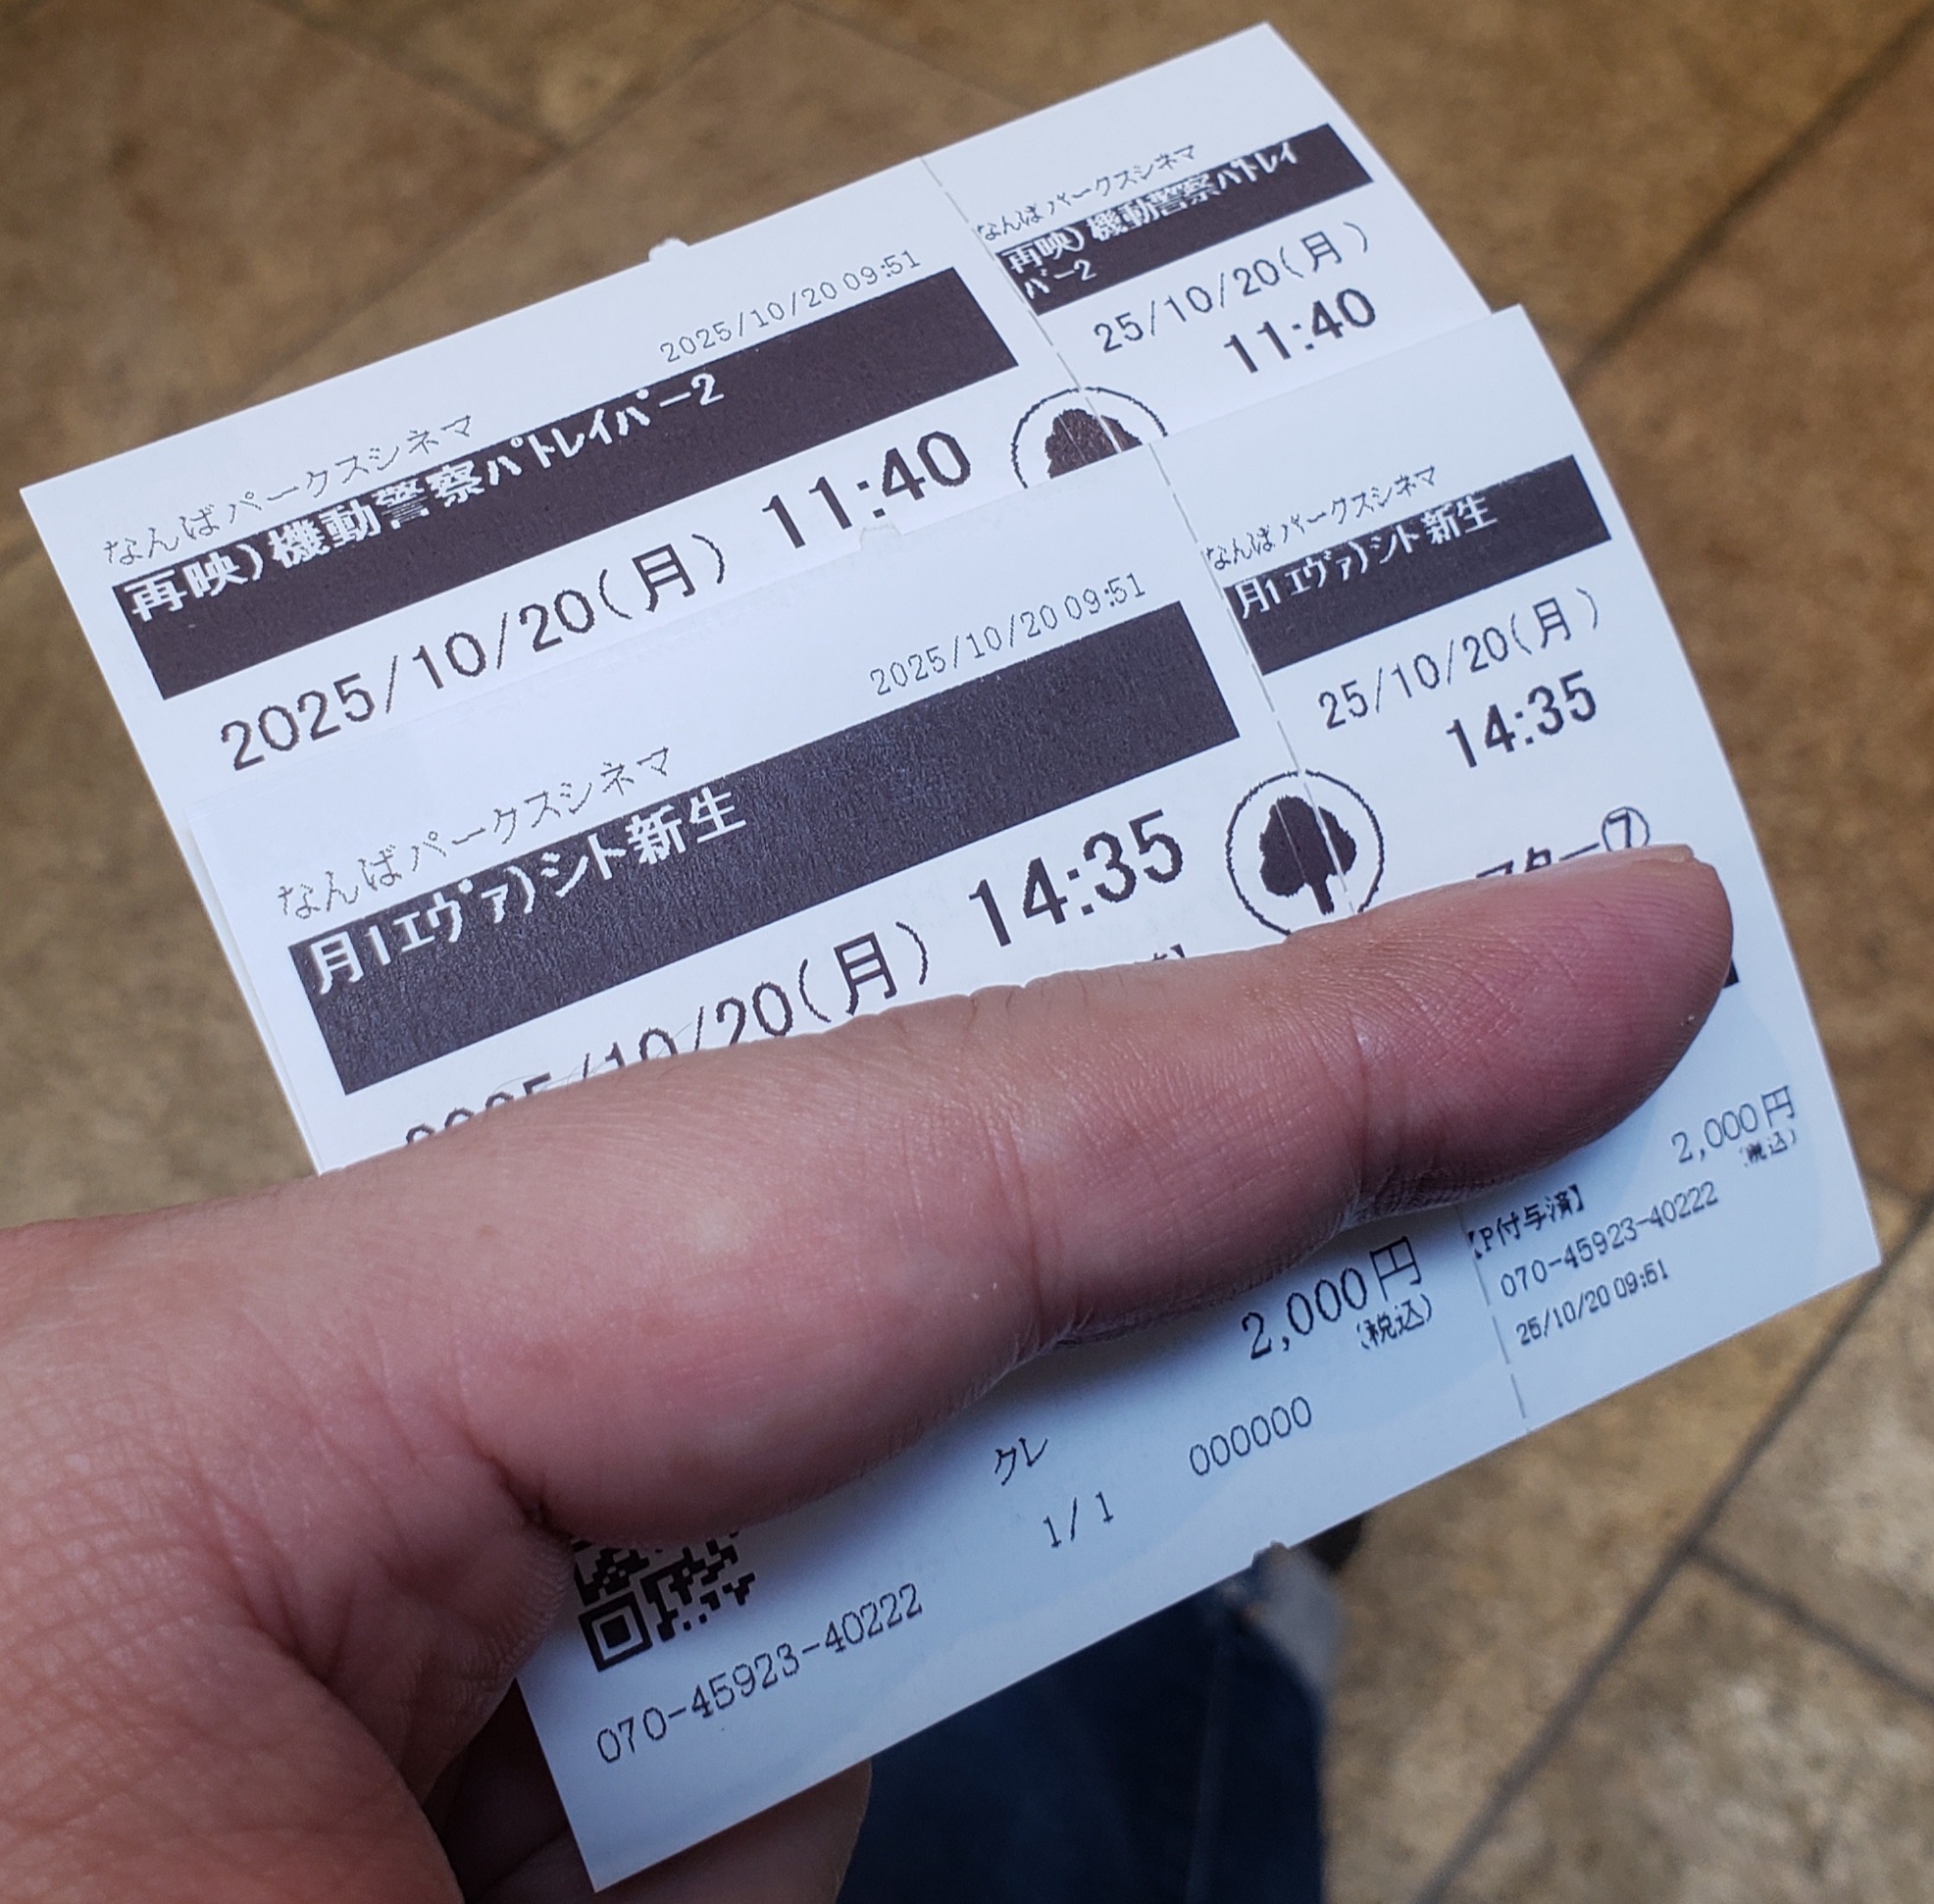 なんばパークスシネマ
2025/10/20 09:51
再映)機動警察パトレイバー2
2025/10/20(月) 11:40
なんばパークスシネマ
再映)機動警察パトレイ
バー2
25/10/20(月)
11:40
なんばパークスシネマ
2025/10/20 09:51
月1ｴｳﾞｧ)シト新生
2025/10/20(月) 14:35
2,000円
(税込)
クレ
000000
1/1
070-45923-40222
なんばパークスシネマ
月1ｴｳﾞｧ)シト新生
25/10/20(月)
14:35
ター⑦
2,000円
(税込)
【P付与済】
070-45923-40222
25/10/20 09:51